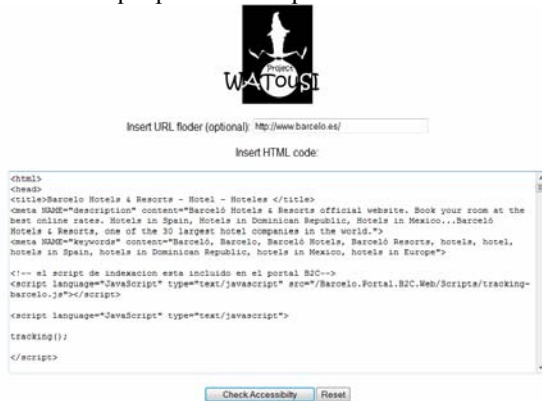 Project
WATOUSI
Insert URL floder (optional): http://www.barcelo.es/
Insert HTML code:
<html>
<head>
<title>Barcelo Hotels & Resorts - Hotel - Hoteles </title>
<meta NAME="description" content="Barceló Hotels & Resorts official website. Book your room at the
best online rates. Hotels in Spain, Hotels in Dominican Republic, Hotels in Mexico...Barceló
Hotels & Resorts, one of the 30 largest hotel companies in the world.">
<meta NAME="keywords" content="Barceló, Barcelo, Barceló Hotels, Barceló Resorts, hotels, hotel,
hotels in Spain, hotels in Dominican Republic, hotels in Mexico, hotels in Europe">
<!-- el script de indexacion esta incluido en el portal B2C-->
<script language="JavaScript" type="text/javascript" src="/Barcelo.Portal.B2C.Web/Scripts/tracking-
barcelo.js"></script>
<script language="JavaScript" type="text/javascript">
tracking();
</script>
Check Accessibility Reset